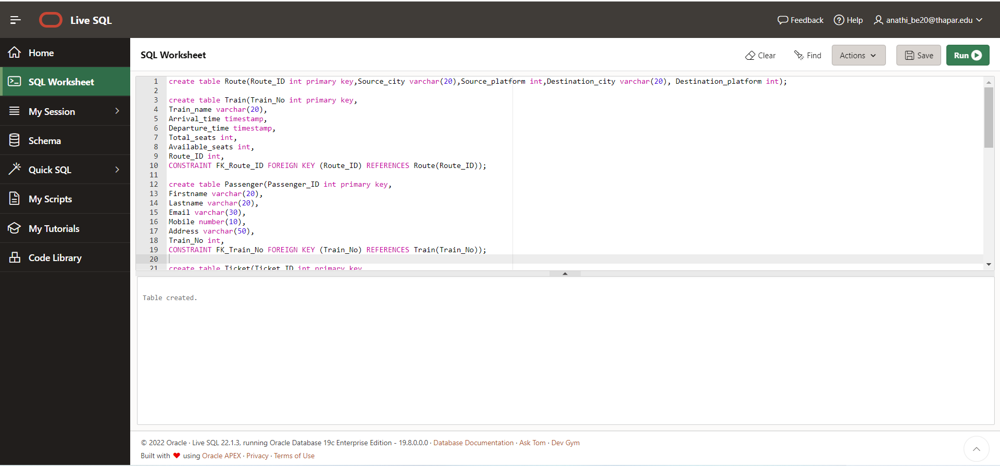 Live SQL
Feedback
Help
anathi_be20@thapar.edu
Home
SQL Worksheet
My Session
Schema
Quick SQL
My Scripts
My Tutorials
Code Library
SQL Worksheet
Clear
Find
Actions
Save
Run
1 create table Route(Route_ID int primary key,Source_city varchar(20),Source_platform int,Destination_city varchar(20), Destination_platform int);
2
3 create table Train(Train_No int primary key,
4 Train_name varchar(20),
5 Arrival_time timestamp,
6 Departure_time timestamp,
7 Total_seats int,
8 Available_seats int,
9 Route_ID int,
10 CONSTRAINT FK_Route_ID FOREIGN KEY (Route_ID) REFERENCES Route(Route_ID));
11
12 create table Passenger(Passenger_ID int primary key,
13 Firstname varchar(20),
14 Lastname varchar(20),
15 Email varchar(30),
16 Mobile number(10),
17 Address varchar(50),
18 Train_No int,
19 CONSTRAINT FK_Train_No FOREIGN KEY (Train_No) REFERENCES Train(Train_No));
20
21 create table Ticket(Ticket_ID int primary key
Table created.
© 2022 Oracle · Live SQL 22.1.3, running Oracle Database 19c Enterprise Edition - 19.8.0.0.0 · Database Documentation · Ask Tom · Dev Gym
Built with ❤ using Oracle APEX · Privacy · Terms of Use